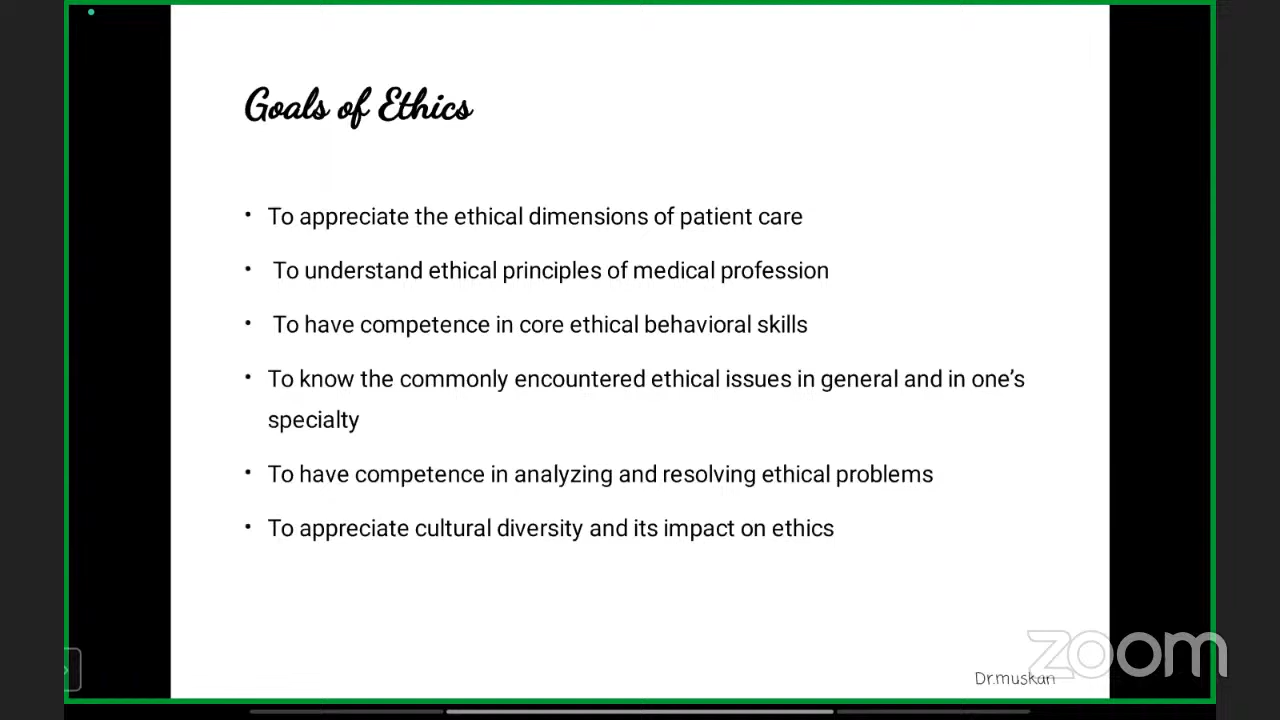 Goals of Ethics
• To appreciate the ethical dimensions of patient care
• To understand ethical principles of medical profession
• To have competence in core ethical behavioral skills
• To know the commonly encountered ethical issues in general and in one’s
specialty
• To have competence in analyzing and resolving ethical problems
• To appreciate cultural diversity and its impact on ethics
zoom
Dr.muskan